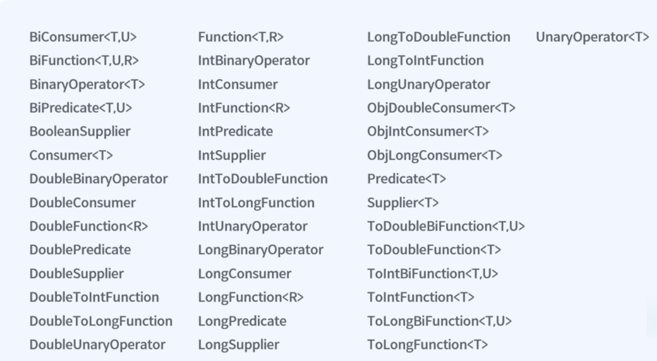 BiConsumer<T,U>
BiFunction<T,U,R>
BinaryOperator<T>
BiPredicate<T,U>
BooleanSupplier
Consumer<T>
DoubleBinaryOperator
DoubleConsumer
DoubleFunction<R>
DoublePredicate
DoubleSupplier
DoubleToIntFunction
DoubleToLongFunction
DoubleUnaryOperator
Function<T,R>
IntBinaryOperator
IntConsumer
IntFunction<R>
IntPredicate
IntSupplier
IntToDoubleFunction
IntToLongFunction
IntUnaryOperator
LongBinaryOperator
LongConsumer
LongFunction<R>
LongPredicate
LongSupplier
LongToDoubleFunction
LongToIntFunction
LongUnaryOperator
ObjDoubleConsumer<T>
ObjIntConsumer<T>
ObjLongConsumer<T>
Predicate<T>
Supplier<T>
ToDoubleBiFunction<T,U>
ToDoubleFunction<T>
ToIntBiFunction<T,U>
ToIntFunction<T>
ToLongBiFunction<T,U>
ToLongFunction<T>
UnaryOperator<T>